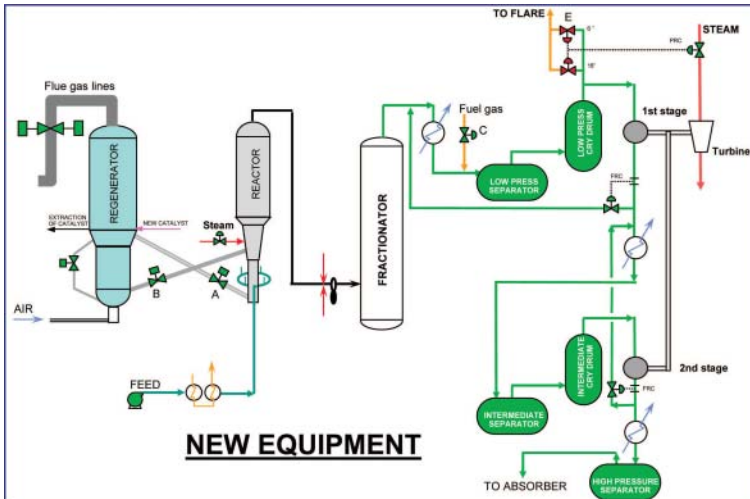 TO FLARE
E
6"
18"
PRC
STEAM
Flue gas lines
REGENERATOR
REACTOR
Fuel gas
C
LOW PRESS
CRY DRUM
1st stage
Turbine
LOW PRESS
SEPARATOR
FRC
EXTRACTION
OF CATALYST
NEW CATALYST
Steam
FRACTIONATOR
B
A
AIR
FEED
INTERMEDIATE
CRY DRUM
2nd stage
FRC
INTERMEDIATE
SEPARATOR
NEW EQUIPMENT
TO ABSORBER
HIGH PRESSURE
SEPARATOR